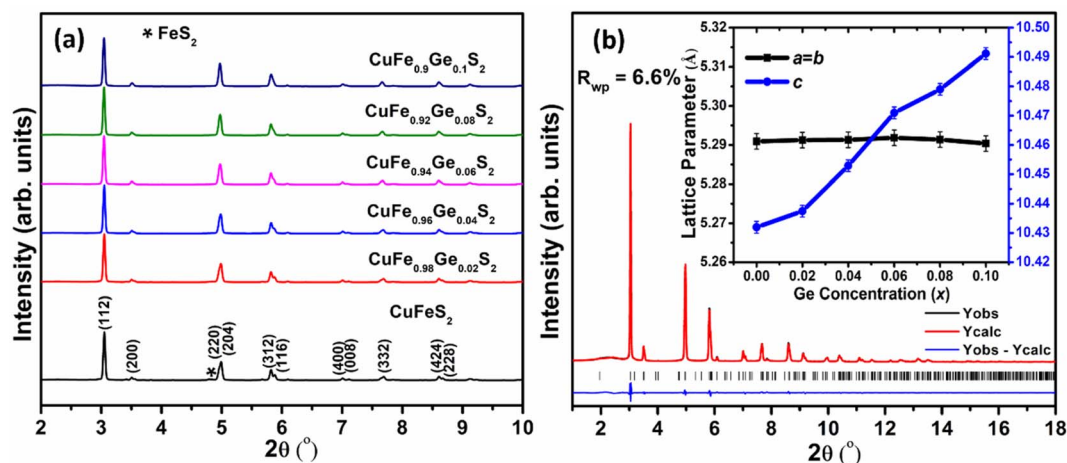 (a)
* FeS₂
CuFe₀.₉Ge₀.₁S₂
CuFe₀.₉₂Ge₀.₀₈S₂
CuFe₀.₉₄Ge₀.₀₆S₂
CuFe₀.₉₆Ge₀.₀₄S₂
CuFe₀.₉₈Ge₀.₀₂S₂
CuFeS₂
(112)
(200)
*
(220)
(204)
(312)
(116)
(400)
(008)
(332)
(424)
(228)
Intensity (arb. units)
2 3 4 5 6 7 8 9 10
2θ (°)
(b)
R_wp = 6.6%
Intensity (arb. units)
Lattice Parameter (Å)
5.32
5.31
5.30
5.29
5.28
5.27
5.26
a=b
c
10.50
10.49
10.48
10.47
10.46
10.45
10.44
10.43
10.42
0.00 0.02 0.04 0.06 0.08 0.10
Ge Concentration (x)
Yobs
Ycalc
Yobs - Ycalc
2 4 6 8 10 12 14 16 18
2θ (°)